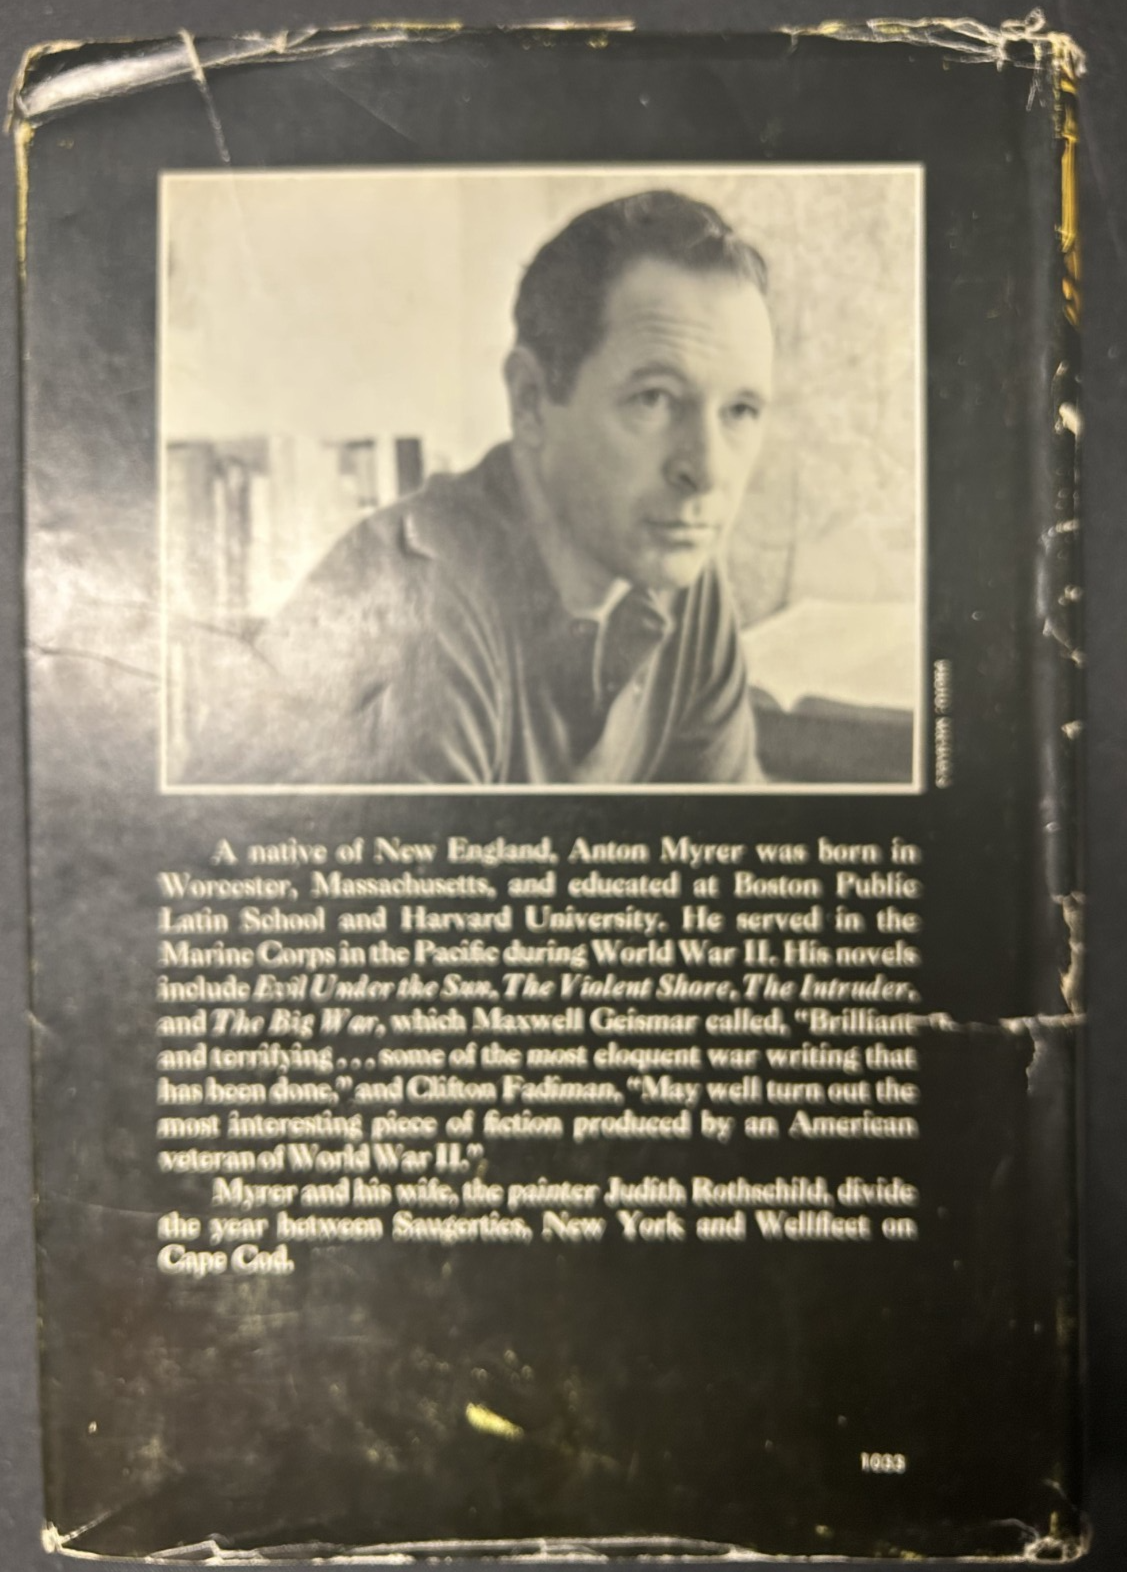 A native of New England, Anton Myrer was born in
Worcester, Massachusetts, and educated at Boston Public
Latin School and Harvard University. He served in the
Marine Corps in the Pacific during World War II. His novels
include Evil Under the Sun, The Violent Shore, The Intruder,
and The Big War, which Maxwell Geismar called, “Brilliant
and terrifying . . . some of the most eloquent war writing that
has been done,” and Clifton Fadiman, “May well turn out the
most interesting piece of fiction produced by an American
veteran of World War II.”
Myrer and his wife, the painter Judith Rothschild, divide
the year between Saugerties, New York and Wellfleet on
Cape Cod.
1033